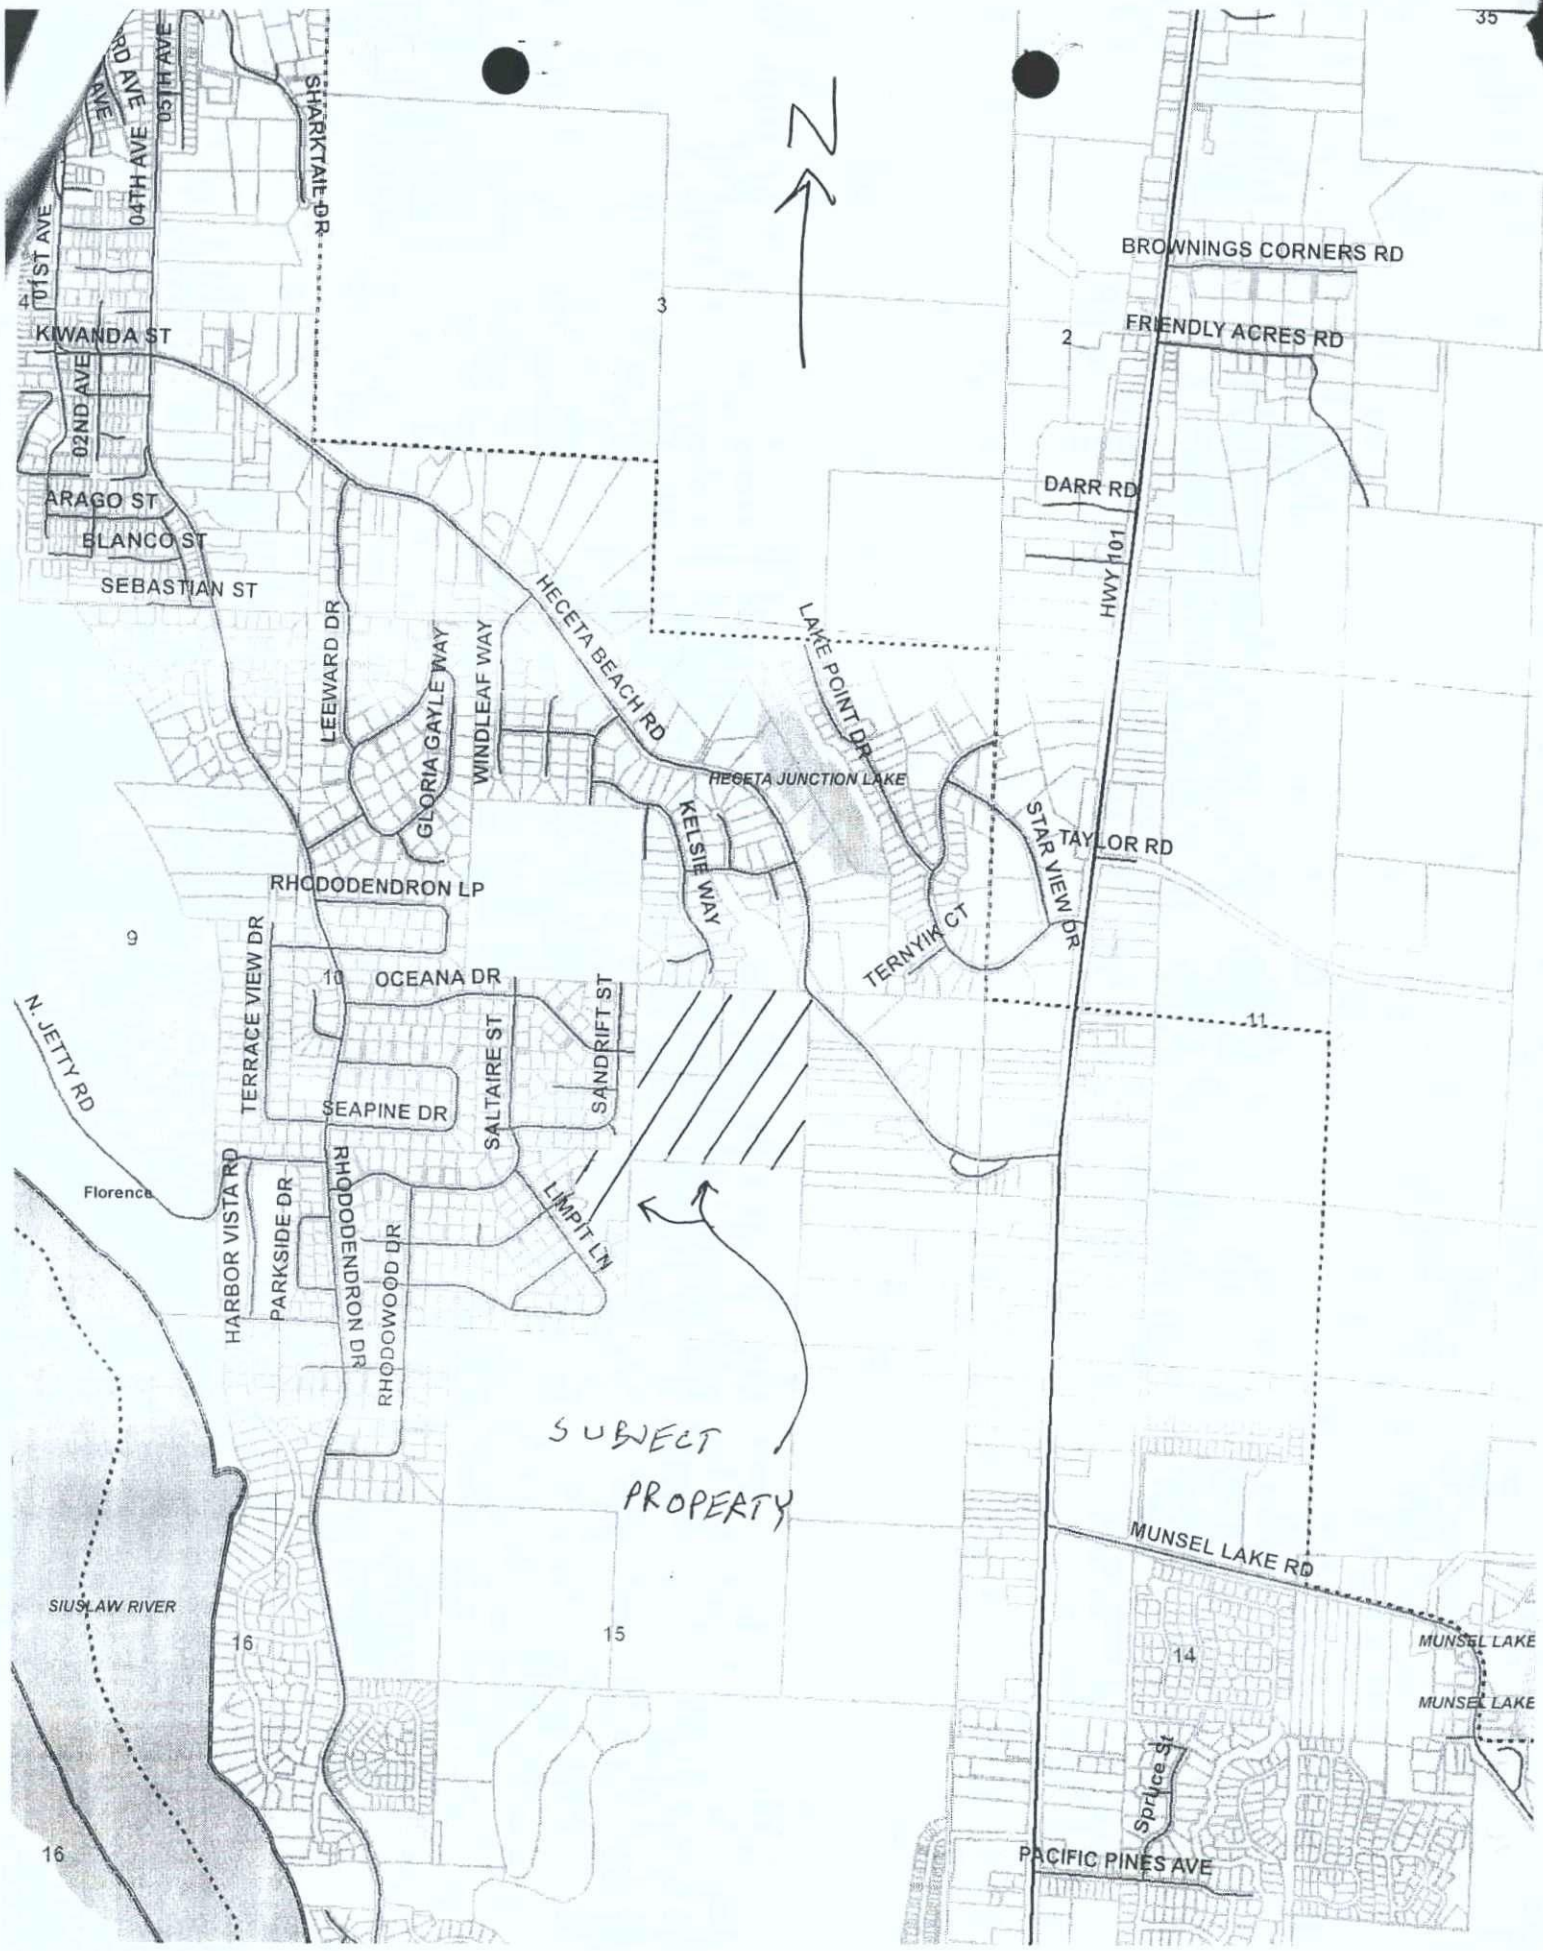 35
RD AVE
AVE
04TH AVE
05TH AVE
SHARKTAIL DR
N
01ST AVE
4
BROWNINGS CORNERS RD
3
2
FRIENDLY ACRES RD
KIWANDA ST
02ND AVE
DARR RD
ARAGO ST
BLANCO ST
SEBASTIAN ST
HWY 101
HECETA BEACH RD
LEEWARD DR
GLORIA GAYLE WAY
WINDLEAF WAY
LAKE POINT DR
HECETA JUNCTION LAKE
KELSIE WAY
STAR VIEW DR
TAYLOR RD
RHODODENDRON LP
TERNYIK CT
9
TERRACE VIEW DR
10
OCEANA DR
SALTAIRE ST
SANDRIFT ST
11
N. JETTY RD
SEAPINE DR
Florence
HARBOR VISTA RD
PARKSIDE DR
RHODODENDRON DR
RHODOWOOD DR
LIMPIT LN
SUBJECT
PROPERTY
MUNSEL LAKE RD
SIUSLAW RIVER
16
15
14
MUNSEL LAKE
MUNSEL LAKE
Spruce St
16
PACIFIC PINES AVE